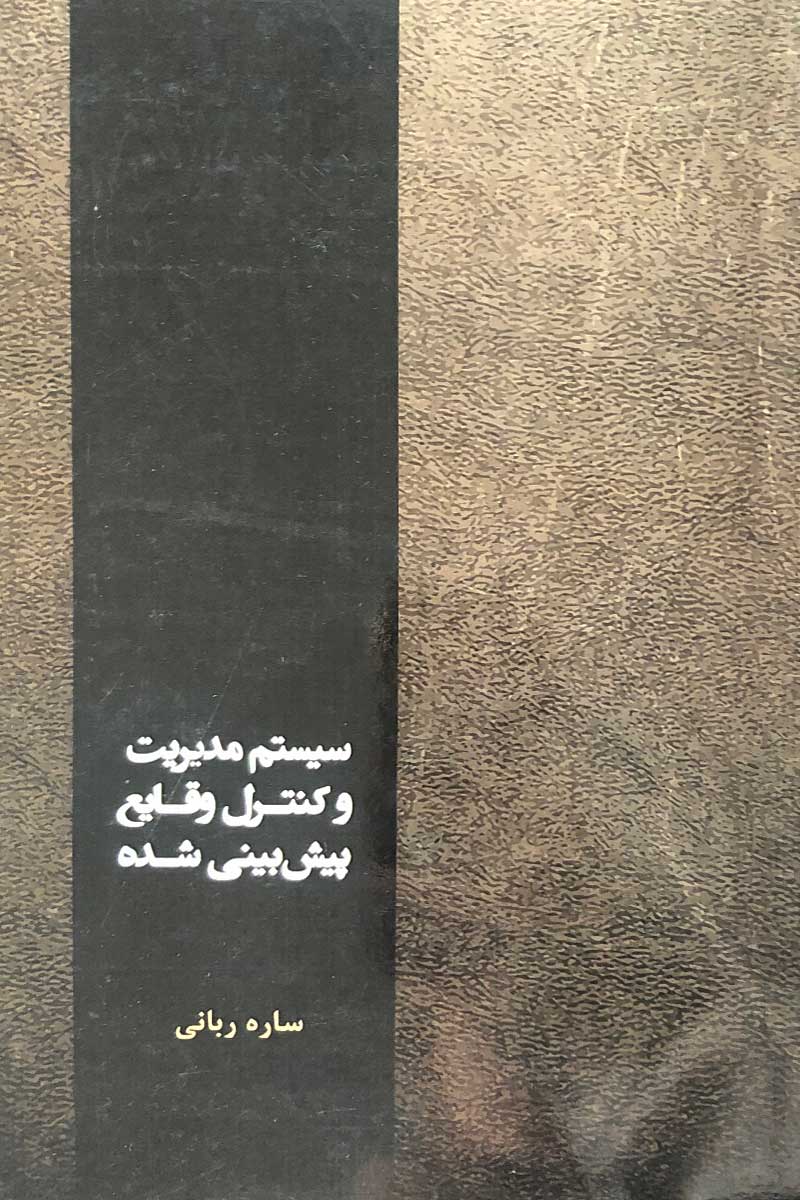 سیستم مدیریت
و کنترل وقایع
پیش‌بینی شده
ساره ربانی